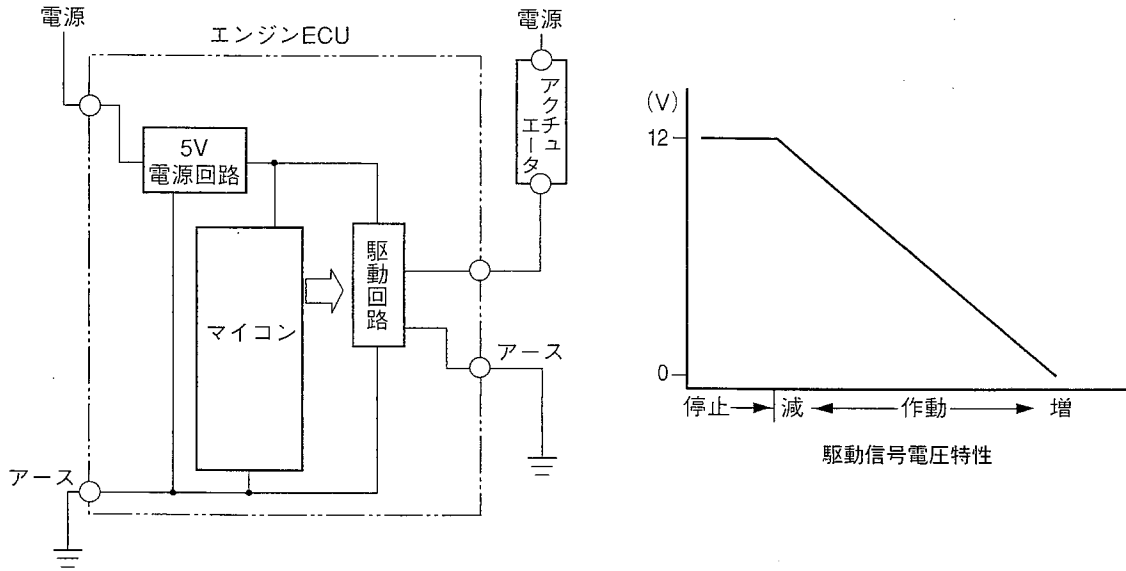 電源
エンジンECU
電源
アクチュ
エータ
5V
電源回路
駆動回路
マイコン
アース
アース
(V)
12
0
停止
減
作動
増
駆動信号電圧特性